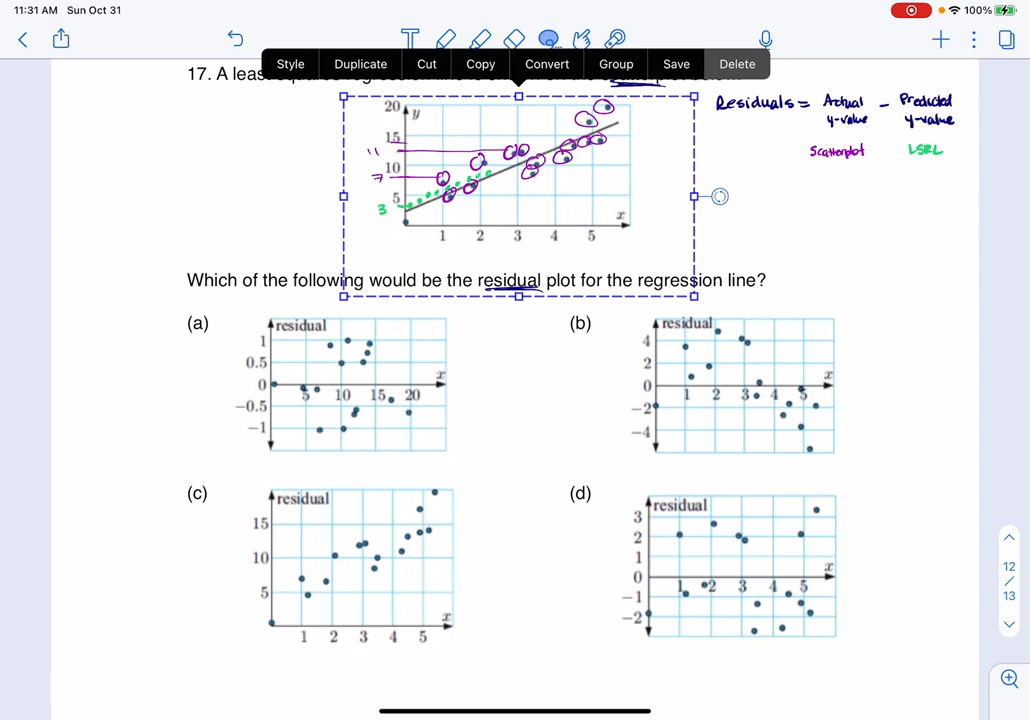 11:31 AM Sun Oct 31
100%
Style Duplicate Cut Copy Convert Group Save Delete
17. A least
20 y
15
10
5
1 2 3 4 5 x
11
7
3
Residuals = Actual y-value − Predicted y-value
Scatterplot LSRL
Which of the following would be the residual plot for the regression line?
(a)
residual
1
0.5
0
−0.5
−1
5 10 15 20 x
(b)
residual
4
2
0
−2
−4
1 2 3 4 5 x
(c)
residual
15
10
5
1 2 3 4 5 x
(d)
residual
3
2
1
0
−1
−2
1 2 3 4 5 x
12
/
13